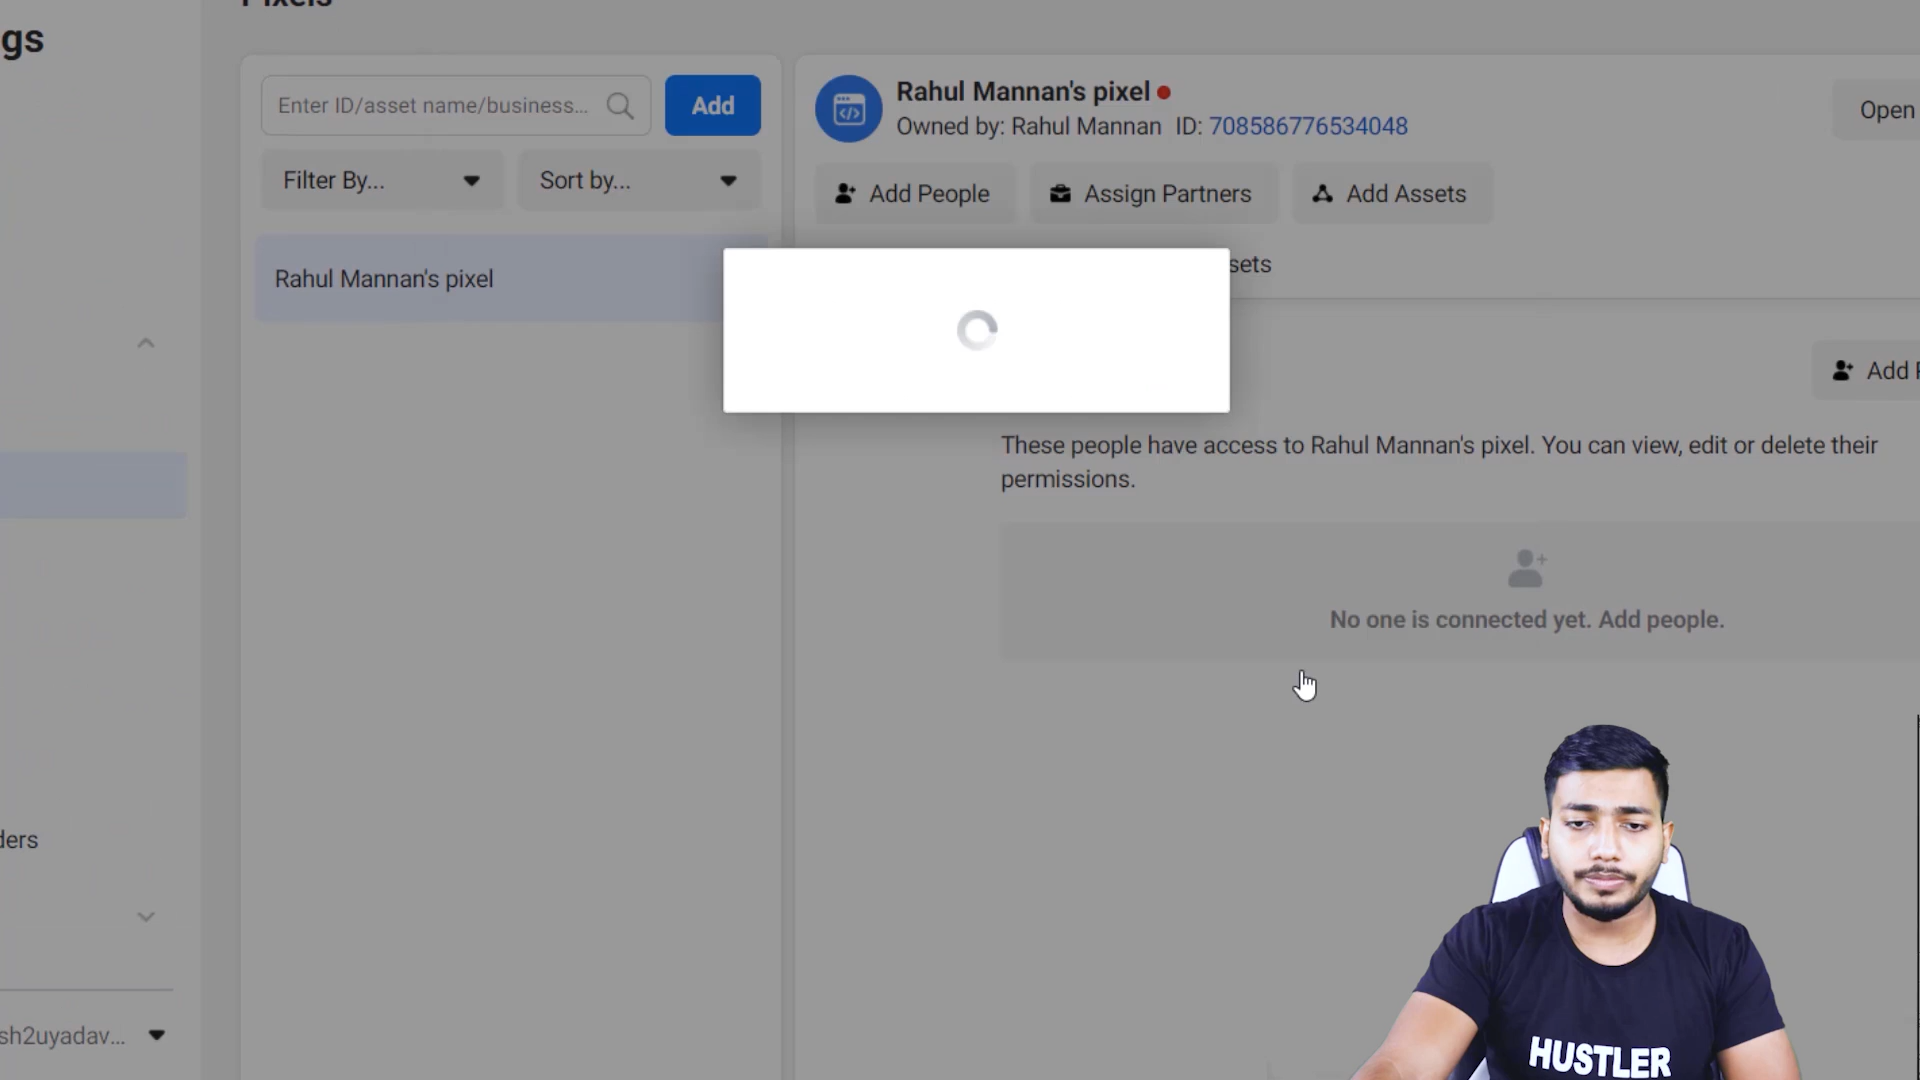 Pixels
gs
Enter ID/asset name/business...
Add
Filter By...
Sort by...
Rahul Mannan's pixel
ders
sh2uyadav...
Rahul Mannan's pixel
Owned by: Rahul Mannan ID: 708586776534048
Open
Add People
Assign Partners
Add Assets
sets
Add
These people have access to Rahul Mannan's pixel. You can view, edit or delete their
permissions.
No one is connected yet. Add people.
HUSTLER